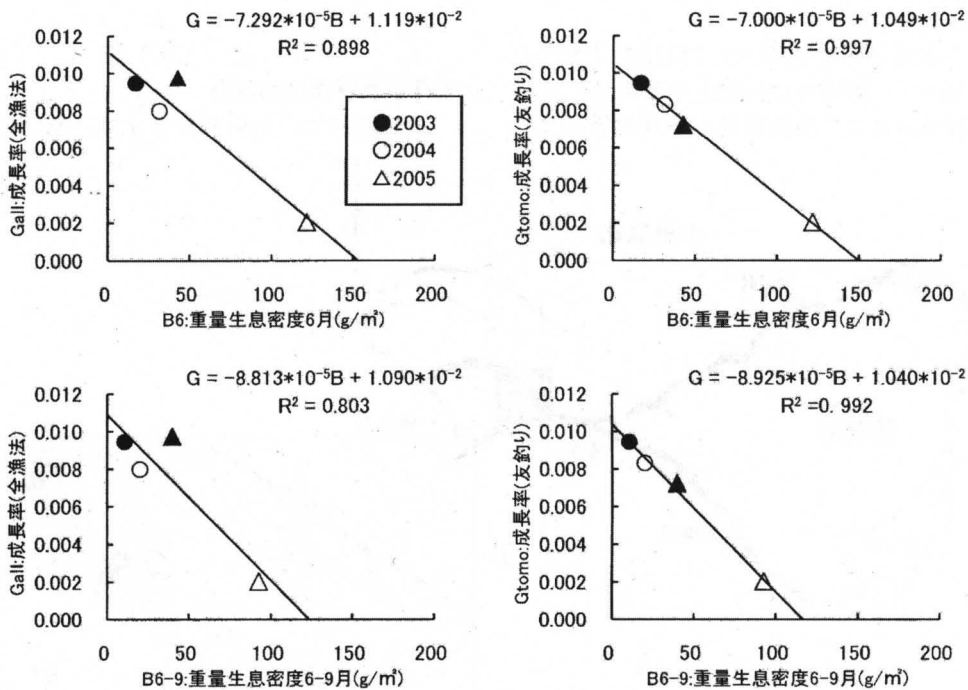 G = −7.292*10⁻⁵B + 1.119*10⁻²
R² = 0.898
0.012
0.010
0.008
0.006
0.004
0.002
0.000
Gall:成長率(全漁法)
●2003
○2004
△2005
0 50 100 150 200
B6:重量生息密度6月(g/㎡)
G = −7.000*10⁻⁵B + 1.049*10⁻²
R² = 0.997
0.012
0.010
0.008
0.006
0.004
0.002
0.000
Gtomo:成長率(友釣り)
0 50 100 150 200
B6:重量生息密度6月(g/㎡)
G = −8.813*10⁻⁵B + 1.090*10⁻²
R² = 0.803
0.012
0.010
0.008
0.006
0.004
0.002
0.000
Gall:成長率(全漁法)
0 50 100 150 200
B6-9:重量生息密度6-9月(g/㎡)
G = −8.925*10⁻⁵B + 1.040*10⁻²
R² =0. 992
0.012
0.010
0.008
0.006
0.004
0.002
0.000
Gtomo:成長率(友釣り)
0 50 100 150 200
B6-9:重量生息密度6-9月(g/㎡)